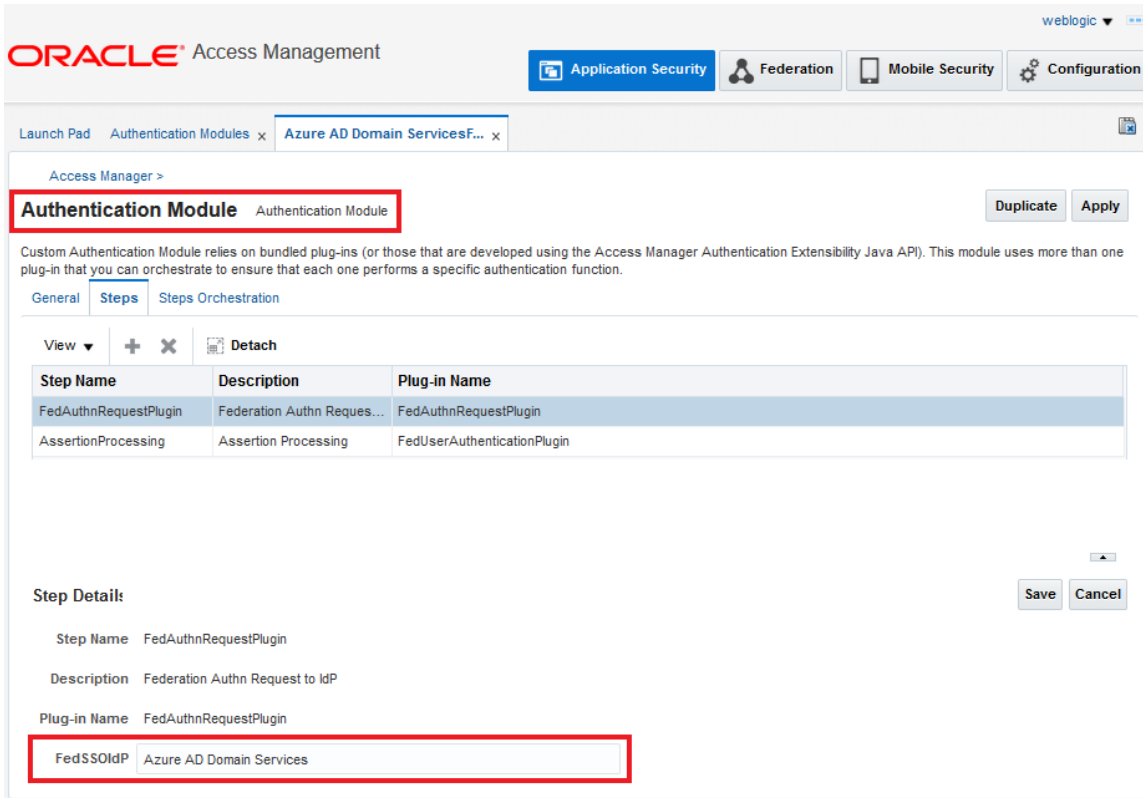 weblogic
ORACLE Access Management
Application Security Federation Mobile Security Configuration
Launch Pad Authentication Modules x Azure AD Domain ServicesF... x
Access Manager >
Authentication Module Authentication Module
Duplicate Apply
Custom Authentication Module relies on bundled plug-ins (or those that are developed using the Access Manager Authentication Extensibility Java API). This module uses more than one
plug-in that you can orchestrate to ensure that each one performs a specific authentication function.
General Steps Steps Orchestration
View Detach
Step Name Description Plug-in Name
FedAuthnRequestPlugin Federation Authn Reques... FedAuthnRequestPlugin
AssertionProcessing Assertion Processing FedUserAuthenticationPlugin
Step Details
Save Cancel
Step Name FedAuthnRequestPlugin
Description Federation Authn Request to IdP
Plug-in Name FedAuthnRequestPlugin
FedSSOIdP Azure AD Domain Services